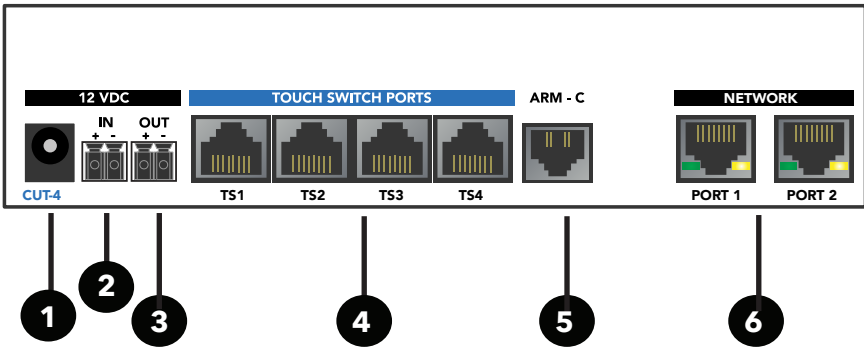 12 VDC
TOUCH SWITCH PORTS
ARM - C
NETWORK
IN
OUT
+ -
+ -
CUT-4
TS1
TS2
TS3
TS4
PORT 1
PORT 2
1
2
3
4
5
6